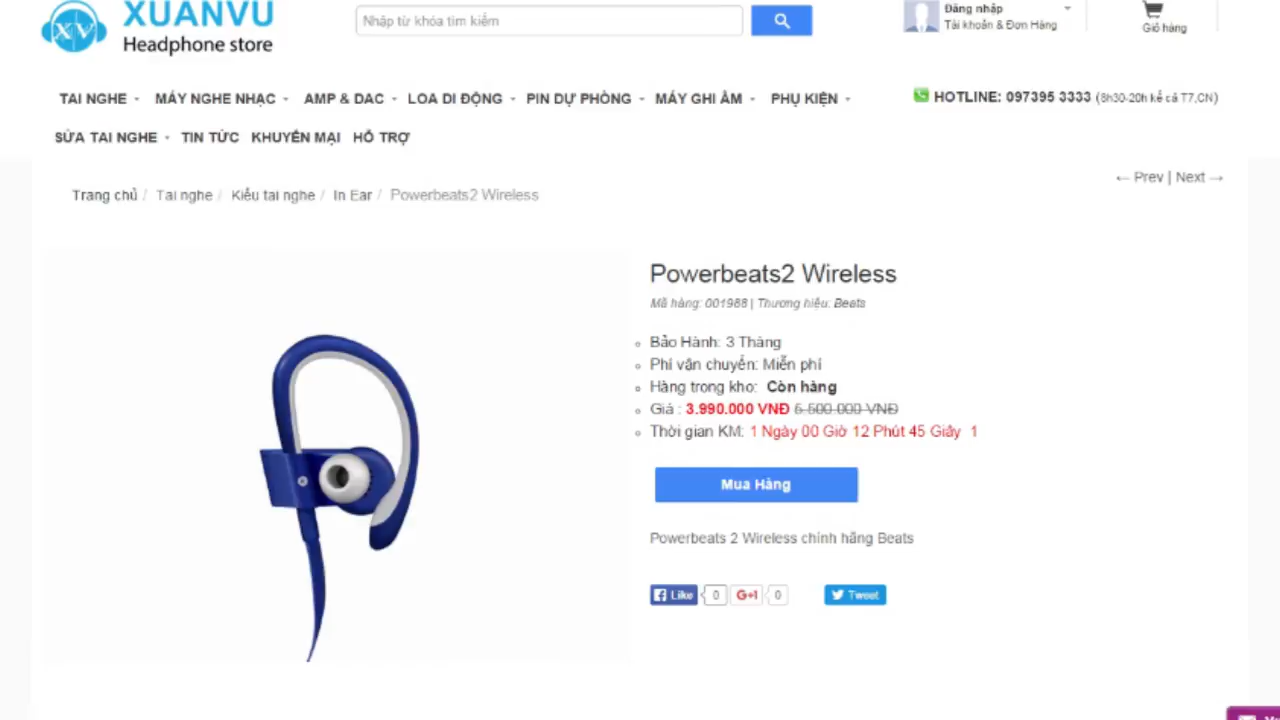 XUANVU
XV
Headphone store
Nhập từ khóa tìm kiếm
Đăng nhập
Tài khoản & Đơn Hàng
Giỏ hàng
TAI NGHE MÁY NGHE NHẠC AMP & DAC LOA DI ĐỘNG PIN DỰ PHÒNG MÁY GHI ÂM PHỤ KIỆN
HOTLINE: 097395 3333 (8h30-20h kể cả T7,CN)
SỬA TAI NGHE TIN TỨC KHUYẾN MẠI HỖ TRỢ
← Prev | Next →
Trang chủ / Tai nghe / Kiểu tai nghe / In Ear / Powerbeats2 Wireless
Powerbeats2 Wireless
Mã hàng: 001988 | Thương hiệu: Beats
Bảo Hành: 3 Tháng
Phí vận chuyển: Miễn phí
Hàng trong kho: Còn hàng
Giá : 3.990.000 VNĐ 5.500.000 VNĐ
Thời gian KM: 1 Ngày 00 Giờ 12 Phút 45 Giây 1
Mua Hàng
Powerbeats 2 Wireless chính hãng Beats
Like 0 G+1 0 Tweet